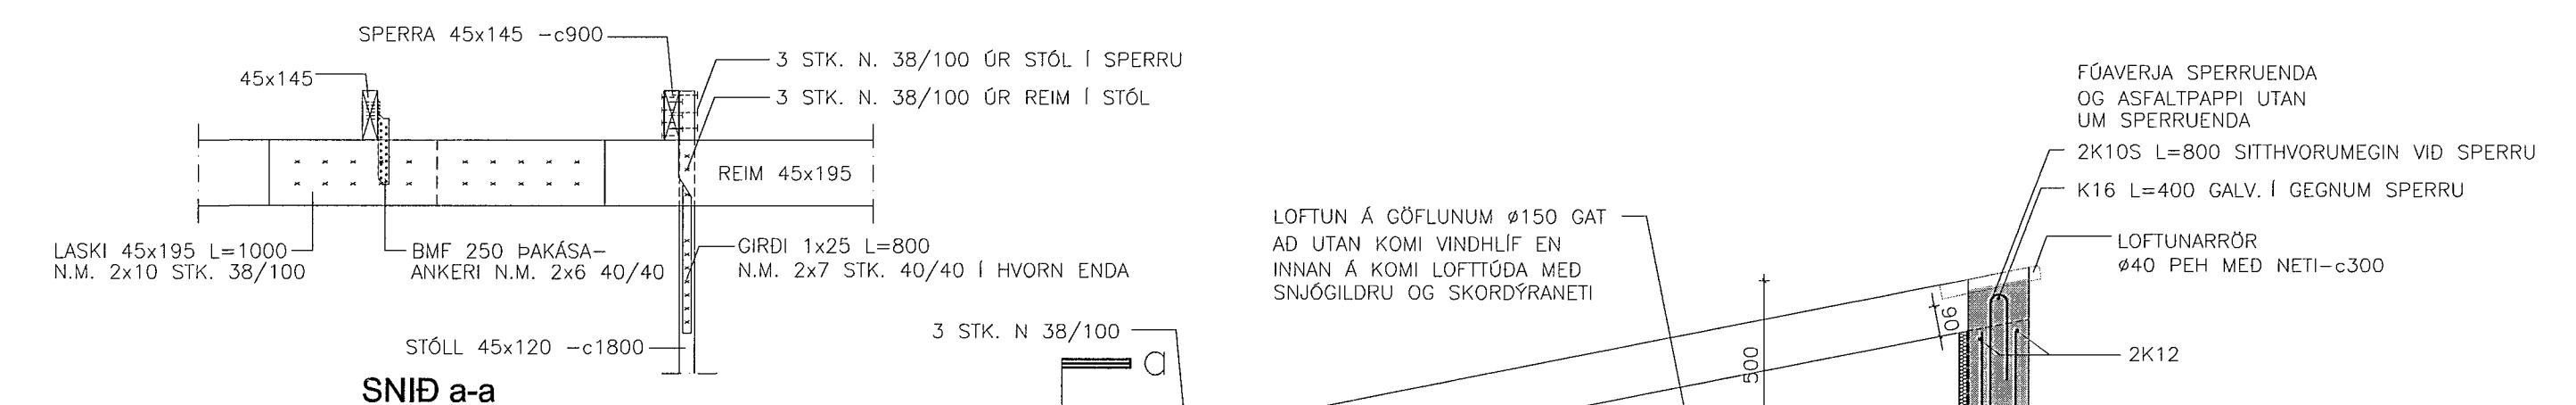 SPERRA 45x145 -c900
45x145
3 STK. N. 38/100 ÚR STÓL Í SPERRU
3 STK. N. 38/100 ÚR REIM Í STÓL
REIM 45x195
LASKI 45x195 L=1000
N.M. 2x10 STK. 38/100
BMF 250 ÞAKÁSA-
ANKERI N.M. 2x6 40/40
GIRÐI 1x25 L=800
N.M. 2x7 STK. 40/40 Í HVORN ENDA
STÓLL 45x120 -c1800
SNIÐ a-a
3 STK. N 38/100
a
LOFTUN Á GÖFLUNUM ø150 GAT
AÐ UTAN KOMI VINDHLÍF EN
INNAN Á KOMI LOFTTÚÐA MEÐ
SNJÓGILDRU OG SKORDÝRANETI
500
90
FÚAVERJA SPERRUENDA
OG ASFALTPAPPI UTAN
UM SPERRUENDA
2K10S L=800 SITTHVORUMEGIN VIÐ SPERRU
K16 L=400 GALV. Í GEGNUM SPERRU
LOFTUNARRÖR
ø40 PEH MEÐ NETI-c300
2K12